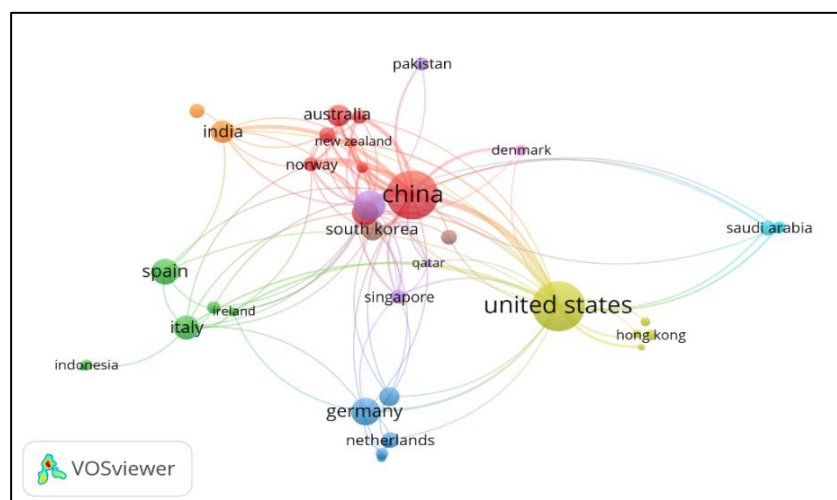 pakistan
australia
india
new zealand
denmark
norway
china
saudi arabia
south korea
qatar
spain
singapore
united states
ireland
italy
hong kong
indonesia
germany
netherlands
VOSviewer